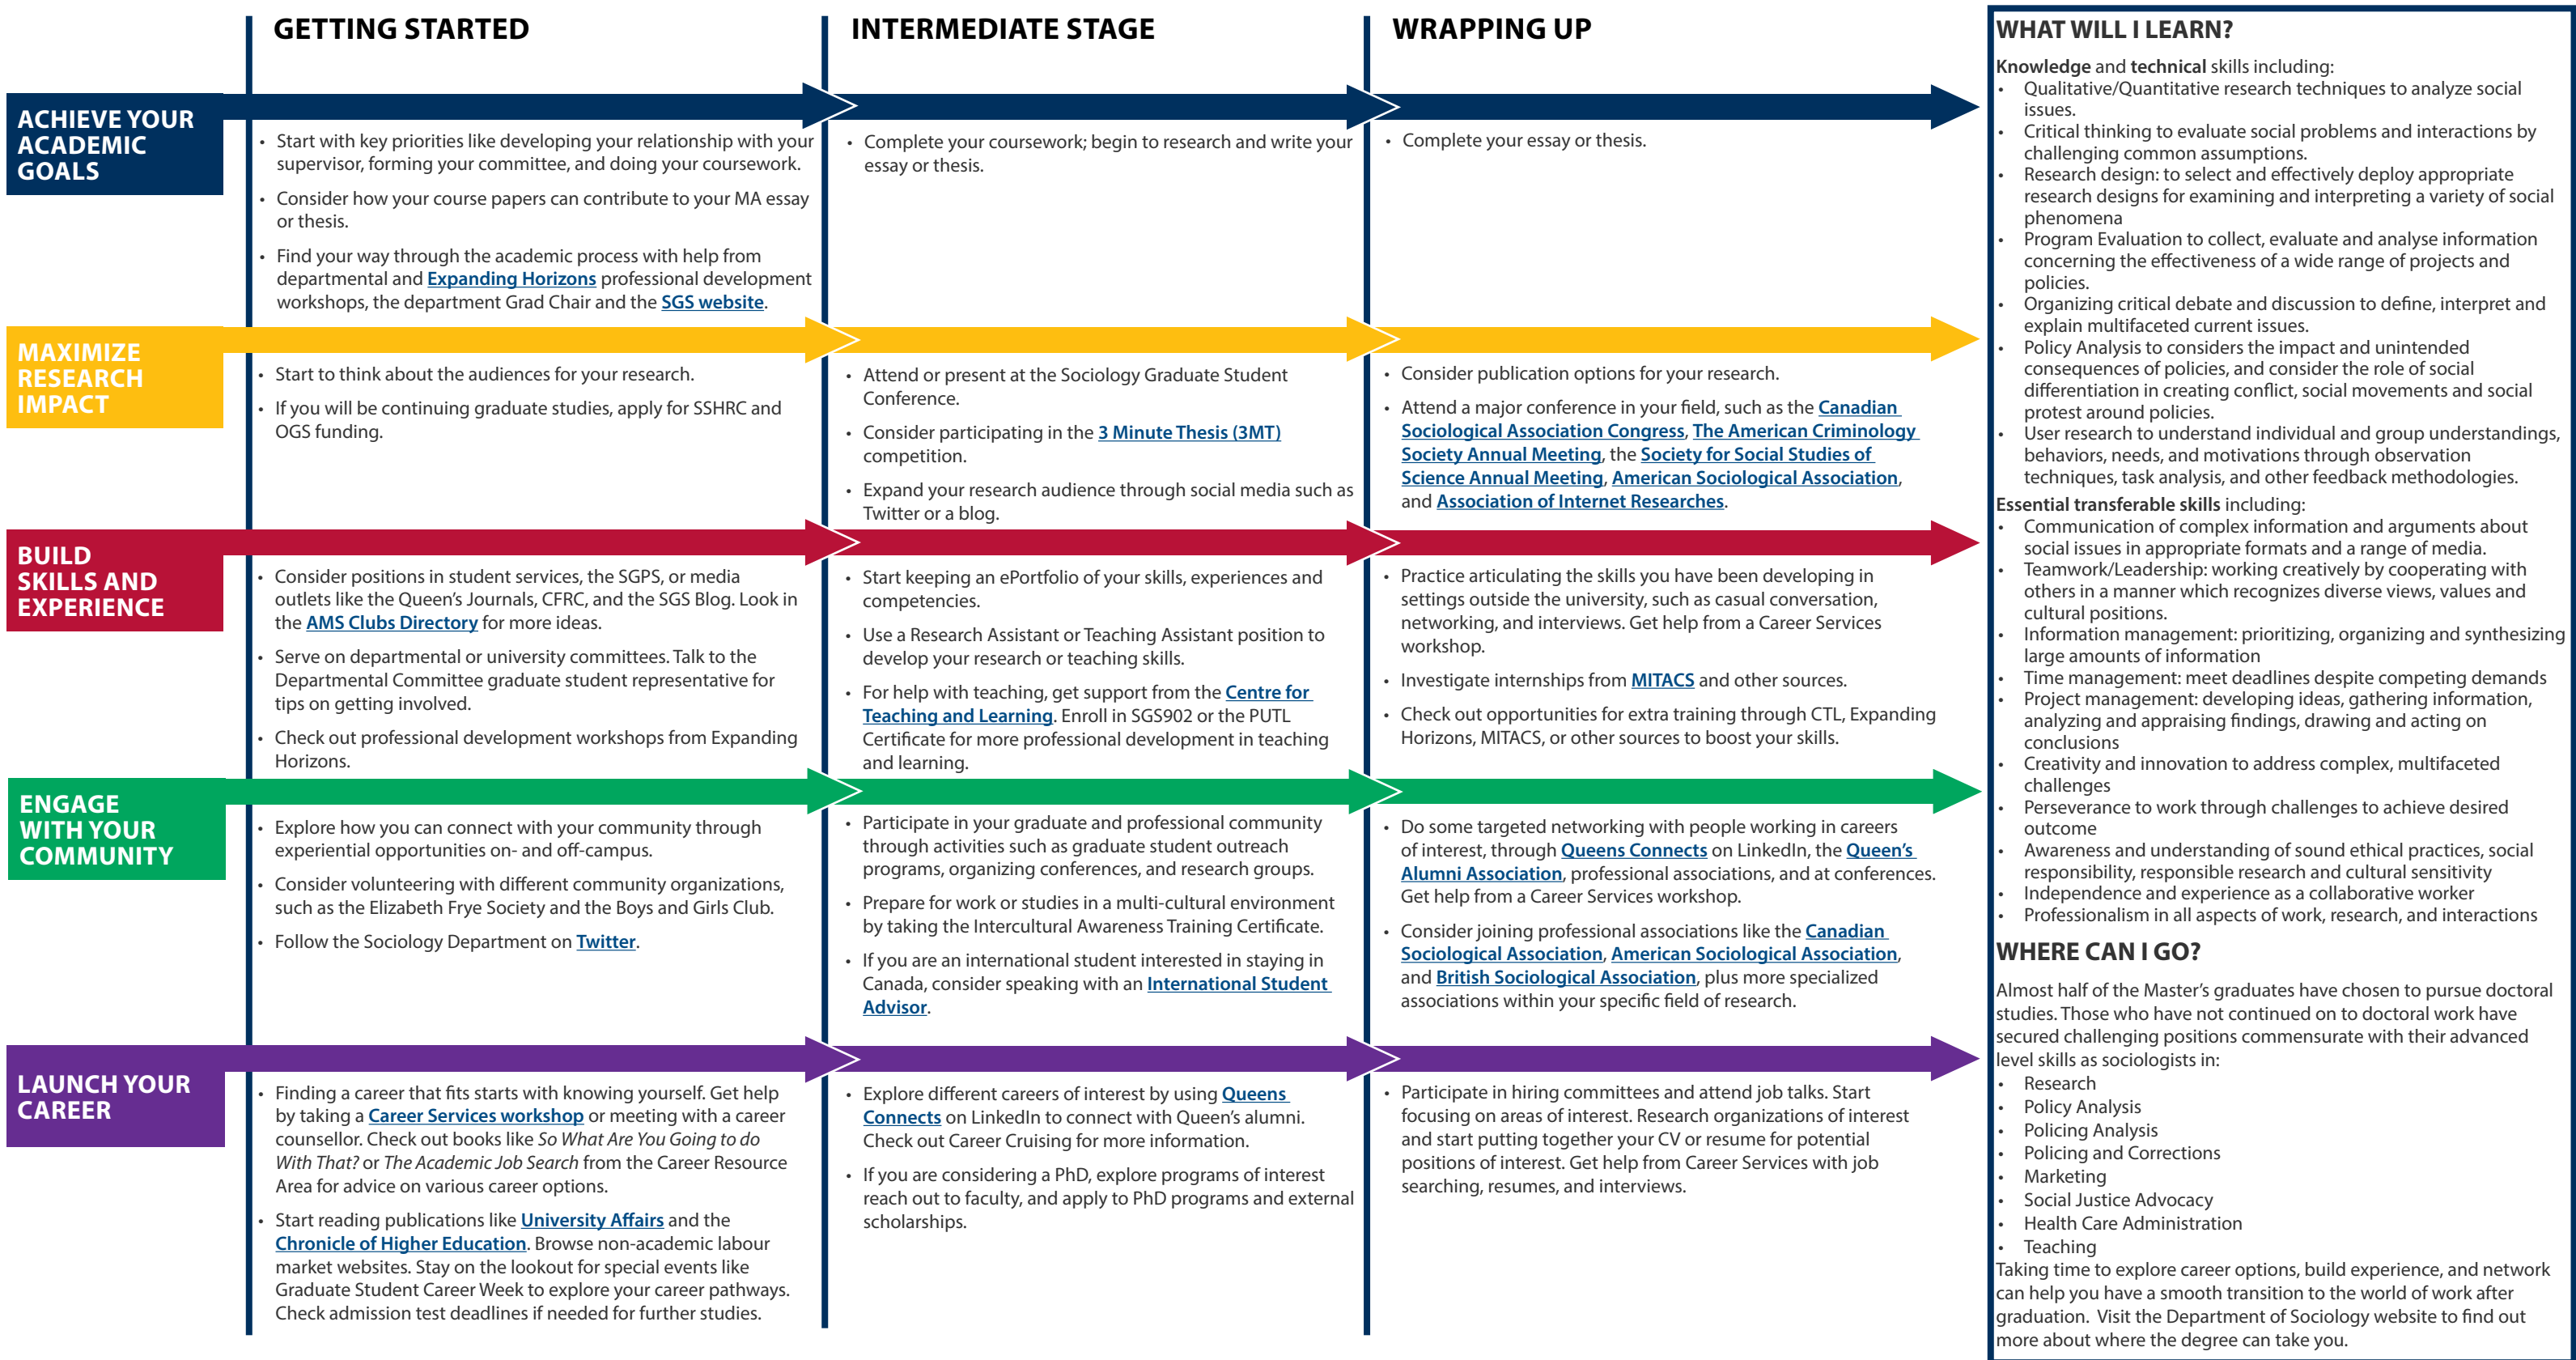 GETTING STARTED
INTERMEDIATE STAGE
WRAPPING UP
ACHIEVE YOUR
ACADEMIC
GOALS
• Start with key priorities like developing your relationship with your
supervisor, forming your committee, and doing your coursework.
• Consider how your course papers can contribute to your MA essay
or thesis.
• Find your way through the academic process with help from
departmental and Expanding Horizons professional development
workshops, the department Grad Chair and the SGS website.
• Complete your coursework; begin to research and write your
essay or thesis.
• Complete your essay or thesis.
MAXIMIZE
RESEARCH
IMPACT
• Start to think about the audiences for your research.
• If you will be continuing graduate studies, apply for SSHRC and
OGS funding.
• Attend or present at the Sociology Graduate Student
Conference.
• Consider participating in the 3 Minute Thesis (3MT)
competition.
• Expand your research audience through social media such as
Twitter or a blog.
• Consider publication options for your research.
• Attend a major conference in your field, such as the Canadian
Sociological Association Congress, The American Criminology
Society Annual Meeting, the Society for Social Studies of
Science Annual Meeting, American Sociological Association,
and Association of Internet Researches.
BUILD
SKILLS AND
EXPERIENCE
• Consider positions in student services, the SGPS, or media
outlets like the Queen's Journals, CFRC, and the SGS Blog. Look in
the AMS Clubs Directory for more ideas.
• Serve on departmental or university committees. Talk to the
Departmental Committee graduate student representative for
tips on getting involved.
• Check out professional development workshops from Expanding
Horizons.
• Start keeping an ePortfolio of your skills, experiences and
competencies.
• Use a Research Assistant or Teaching Assistant position to
develop your research or teaching skills.
• For help with teaching, get support from the Centre for
Teaching and Learning. Enroll in SGS902 or the PUTL
Certificate for more professional development in teaching
and learning.
• Practice articulating the skills you have been developing in
settings outside the university, such as casual conversation,
networking, and interviews. Get help from a Career Services
workshop.
• Investigate internships from MITACS and other sources.
• Check out opportunities for extra training through CTL, Expanding
Horizons, MITACS, or other sources to boost your skills.
ENGAGE
WITH YOUR
COMMUNITY
• Explore how you can connect with your community through
experiential opportunities on- and off-campus.
• Consider volunteering with different community organizations,
such as the Elizabeth Frye Society and the Boys and Girls Club.
• Follow the Sociology Department on Twitter.
• Participate in your graduate and professional community
through activities such as graduate student outreach
programs, organizing conferences, and research groups.
• Prepare for work or studies in a multi-cultural environment
by taking the Intercultural Awareness Training Certificate.
• If you are an international student interested in staying in
Canada, consider speaking with an International Student
Advisor.
• Do some targeted networking with people working in careers
of interest, through Queens Connects on LinkedIn, the Queen's
Alumni Association, professional associations, and at conferences.
Get help from a Career Services workshop.
• Consider joining professional associations like the Canadian
Sociological Association, American Sociological Association,
and British Sociological Association, plus more specialized
associations within your specific field of research.
LAUNCH YOUR
CAREER
• Finding a career that fits starts with knowing yourself. Get help
by taking a Career Services workshop or meeting with a career
counsellor. Check out books like So What Are You Going to do
With That? or The Academic Job Search from the Career Resource
Area for advice on various career options.
• Start reading publications like University Affairs and the
Chronicle of Higher Education. Browse non-academic labour
market websites. Stay on the lookout for special events like
Graduate Student Career Week to explore your career pathways.
Check admission test deadlines if needed for further studies.
• Explore different careers of interest by using Queens
Connects on LinkedIn to connect with Queen's alumni.
Check out Career Cruising for more information.
• If you are considering a PhD, explore programs of interest
reach out to faculty, and apply to PhD programs and external
scholarships.
• Participate in hiring committees and attend job talks. Start
focusing on areas of interest. Research organizations of interest
and start putting together your CV or resume for potential
positions of interest. Get help from Career Services with job
searching, resumes, and interviews.
WHAT WILL I LEARN?
Knowledge and technical skills including:
• Qualitative/Quantitative research techniques to analyze social
issues.
• Critical thinking to evaluate social problems and interactions by
challenging common assumptions.
• Research design: to select and effectively deploy appropriate
research designs for examining and interpreting a variety of social
phenomena
• Program Evaluation to collect, evaluate and analyse information
concerning the effectiveness of a wide range of projects and
policies.
• Organizing critical debate and discussion to define, interpret and
explain multifaceted current issues.
• Policy Analysis to considers the impact and unintended
consequences of policies, and consider the role of social
differentiation in creating conflict, social movements and social
protest around policies.
• User research to understand individual and group understandings,
behaviors, needs, and motivations through observation
techniques, task analysis, and other feedback methodologies.
Essential transferable skills including:
• Communication of complex information and arguments about
social issues in appropriate formats and a range of media.
• Teamwork/Leadership: working creatively by cooperating with
others in a manner which recognizes diverse views, values and
cultural positions.
• Information management: prioritizing, organizing and synthesizing
large amounts of information
• Time management: meet deadlines despite competing demands
• Project management: developing ideas, gathering information,
analyzing and appraising findings, drawing and acting on
conclusions
• Creativity and innovation to address complex, multifaceted
challenges
• Perseverance to work through challenges to achieve desired
outcome
• Awareness and understanding of sound ethical practices, social
responsibility, responsible research and cultural sensitivity
• Independence and experience as a collaborative worker
• Professionalism in all aspects of work, research, and interactions
WHERE CAN I GO?
Almost half of the Master's graduates have chosen to pursue doctoral
studies. Those who have not continued on to doctoral work have
secured challenging positions commensurate with their advanced
level skills as sociologists in:
• Research
• Policy Analysis
• Policing Analysis
• Policing and Corrections
• Marketing
• Social Justice Advocacy
• Health Care Administration
• Teaching
Taking time to explore career options, build experience, and network
can help you have a smooth transition to the world of work after
graduation. Visit the Department of Sociology website to find out
more about where the degree can take you.